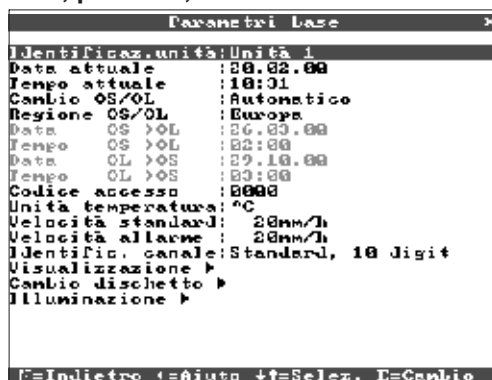 Parametri base
Identificaz.unità:Unità 1
Data attuale :20.02.00
Tempo attuale :10:31
Cambio OS/OL :Automatico
Regione OS/OL :Europa
Data OS >OL :26.03.00
Tempo OS >OL :02:00
Data OL >OS :29.10.00
Tempo OL >OS :03:00
Codice accesso :0000
Unità temperatura: °C
Velocità standard: 20mm/h
Velocità allarme : 20mm/h
Identific. canale:Standard, 10 digit
Visualizzazione ►
Cambio dischetto ►
Illuminazione ►
=Indietro =Aiuto ↓↑=Selez. E=Cambio